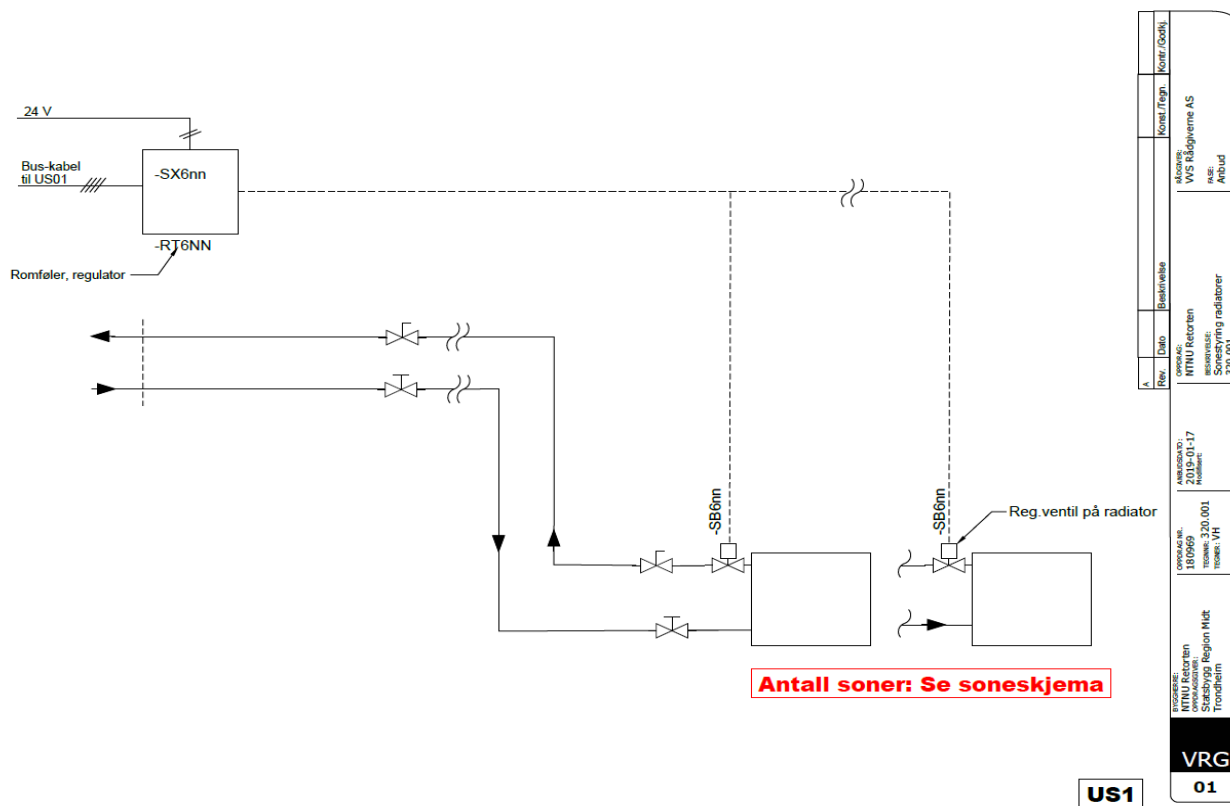 24 V
Bus-kabel
til US01
-SX6nn
-RT6NN
Romføler, regulator
-SB6nn
-SB6nn
Reg.ventil på radiator
Antall soner: Se soneskjema
US1
A
Rev.
Dato
Beskrivelse
Konst./Tegn.
Kontr./Godkj.
RÅDGIVER:
VVS Rådgiverne AS
FASE:
Anbud
OPPDRAG:
NTNU Retorten
BESKRIVELSE:
Sonestyring radiatorer
320.001
ANBUDSDATO:
2019-01-17
Modifisert:
OPPDRAG NR.
180969
TEGNNR: 320.001
TEGNER: VH
BYGGHERRE:
NTNU Retorten
OPPDRAGSGIVER:
Statsbygg Region Midt
Trondheim
VRG
01